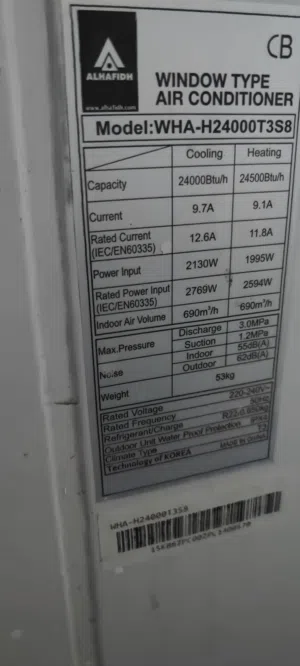 ALHAFIDH
www.alhafidh.com
CB
WINDOW TYPE
AIR CONDITIONER
Model:WHA-H24000T3S8
Cooling Heating
Capacity 24000Btu/h 24500Btu/h
Current 9.7A 9.1A
Rated Current (IEC/EN60335) 12.6A 11.8A
Power Input 2130W 1995W
Rated Power Input (IEC/EN60335) 2769W 2594W
Indoor Air Volume 690m³/h 690m³/h
Max.Pressure Discharge 3.0MPa
Suction 1.2MPa
Noise Indoor 55dB(A)
Outdoor 62dB(A)
Weight 53kg
Rated Voltage 220-240V~
Rated Frequency 50Hz
Refrigerant/Charge
Outdoor Unit Water Proof Protection
Climate Type T3
Technology of KOREA
WHA-H24000T3S8